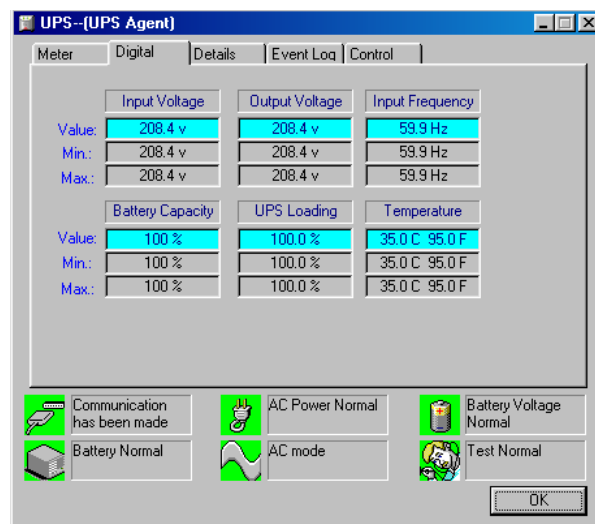 UPS--(UPS Agent)
Meter Digital Details Event Log Control
Input Voltage Output Voltage Input Frequency
Value: 208.4 v 208.4 v 59.9 Hz
Min.: 208.4 v 208.4 v 59.9 Hz
Max.: 208.4 v 208.4 v 59.9 Hz
Battery Capacity UPS Loading Temperature
Value: 100 % 100.0 % 35.0 C 95.0 F
Min.: 100 % 100.0 % 35.0 C 95.0 F
Max.: 100 % 100.0 % 35.0 C 95.0 F
Communication
has been made
AC Power Normal
Battery Voltage
Normal
Battery Normal
AC mode
Test Normal
OK